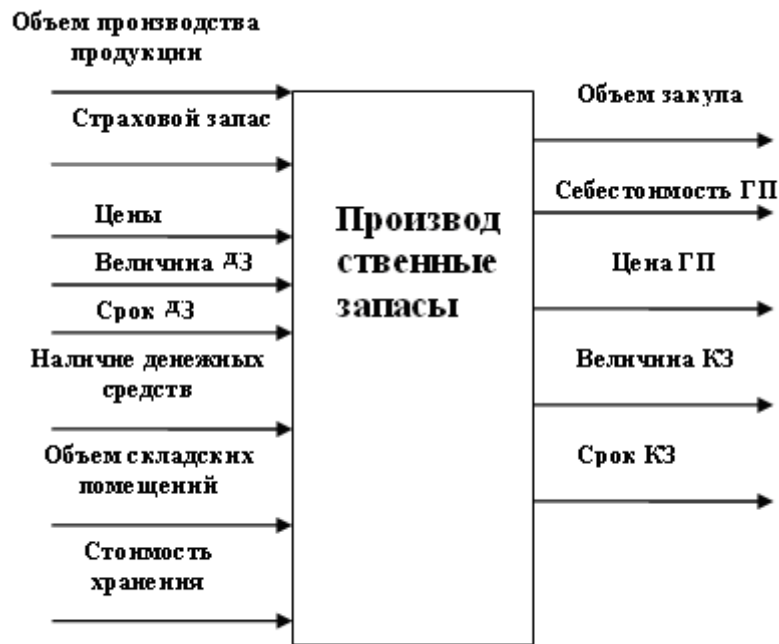 Объем производства
продукции
Страховой запас
Цены
Величина дЗ
Срок дЗ
Наличие денежных
средств
Объем складских
помещений
Стоимость
хранения
Производ
ственные
запасы
Объем закупа
Себестоимость ГП
Цена ГП
Величина КЗ
Срок КЗ